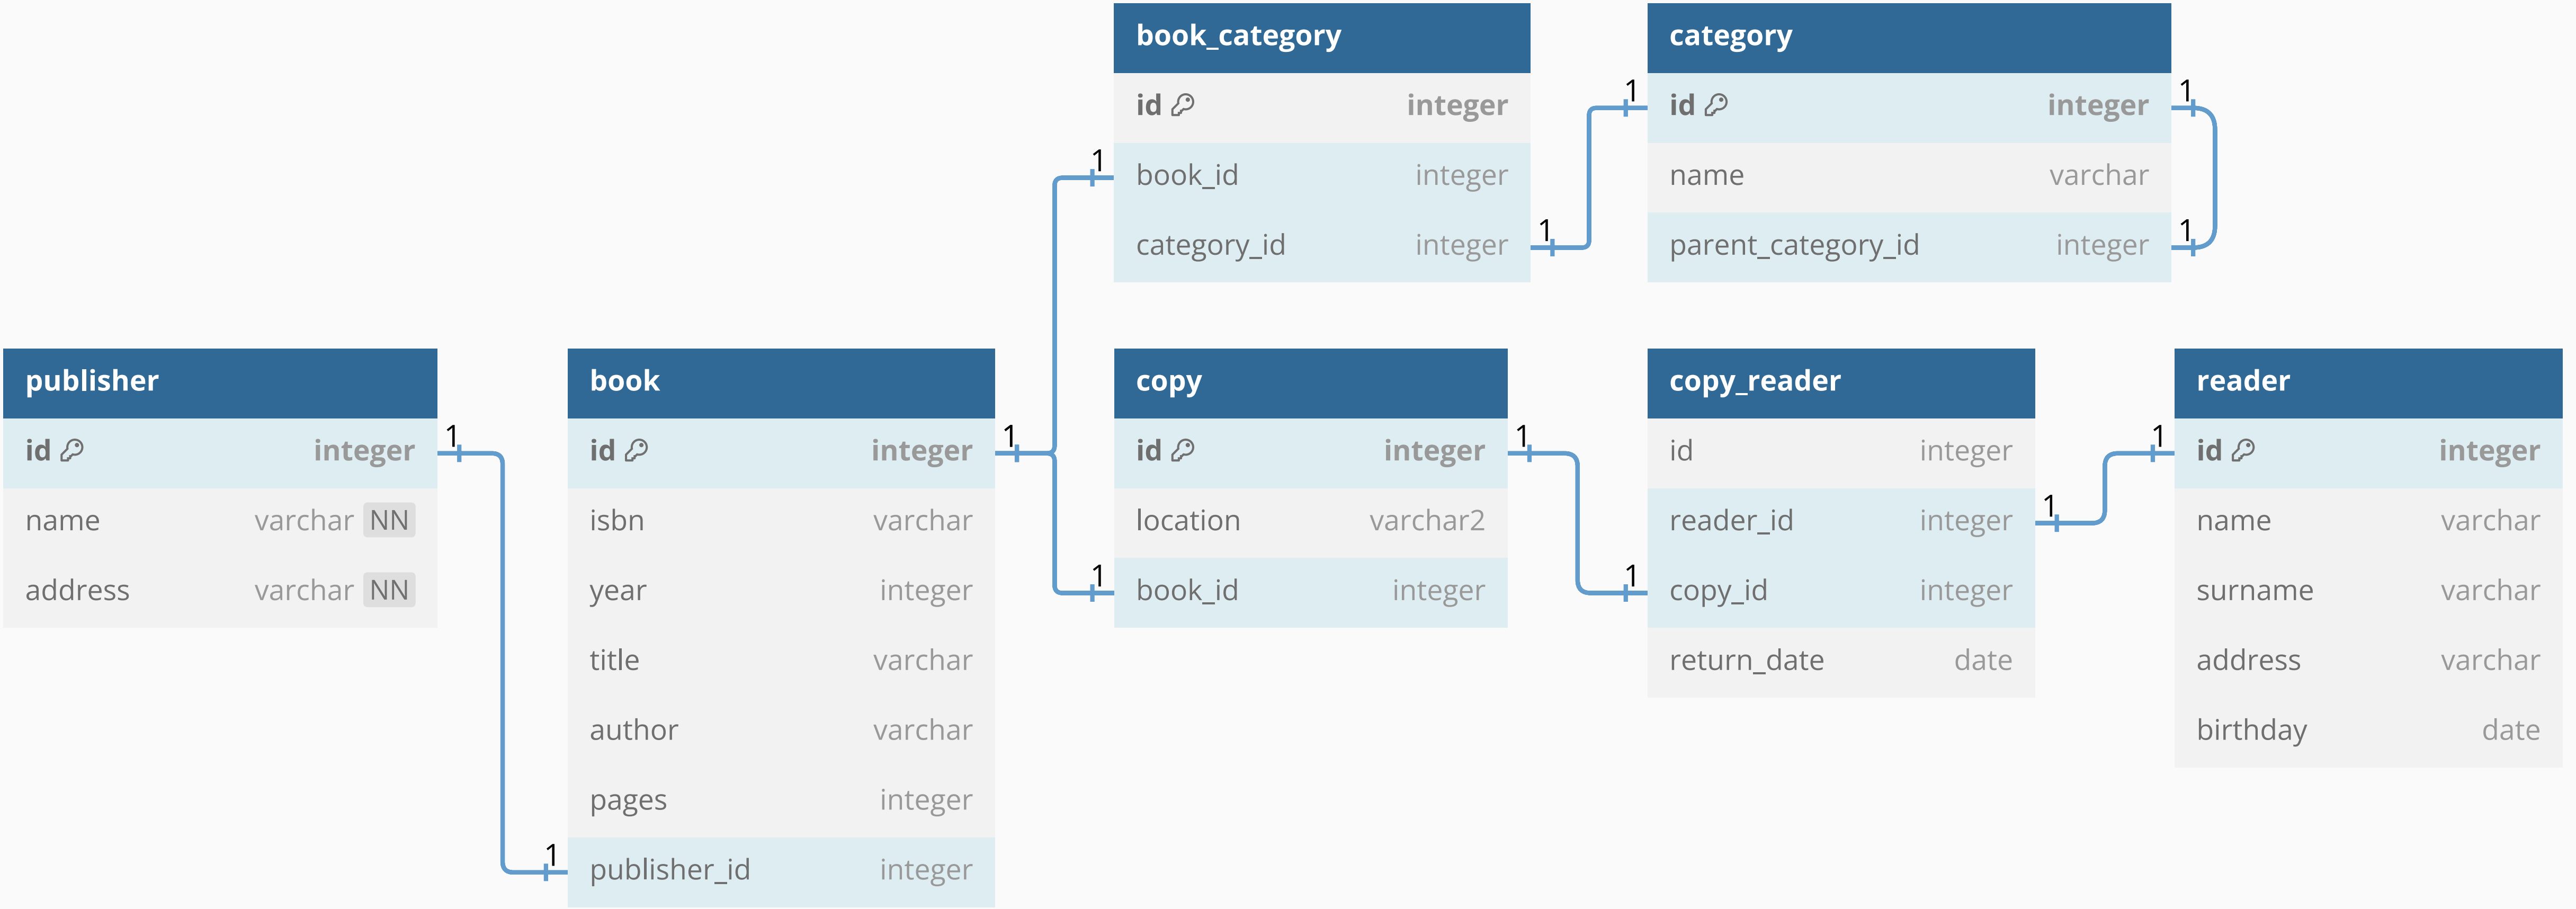 book_category
id integer
book_id integer
category_id integer
1
1
category
id integer
name varchar
parent_category_id integer
1
1
1
publisher
id integer
name varchar NN
address varchar NN
1
book
id integer
isbn varchar
year integer
title varchar
author varchar
pages integer
publisher_id integer
1
1
copy
id integer
location varchar2
book_id integer
1
1
copy_reader
id integer
reader_id integer
copy_id integer
return_date date
1
1
reader
id integer
name varchar
surname varchar
address varchar
birthday date
1